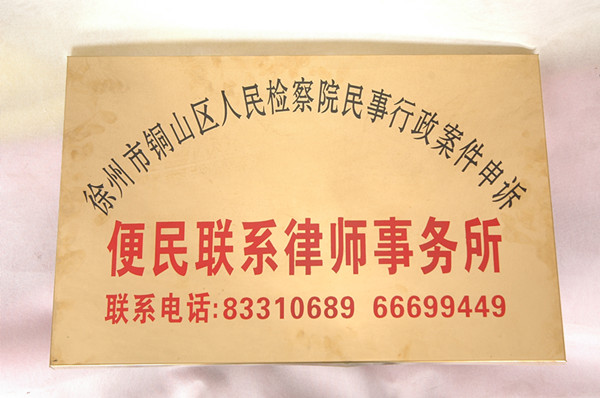 徐州市铜山区人民检察院民事行政案件申诉
便民联系律师事务所
联系电话:83310689 66699449